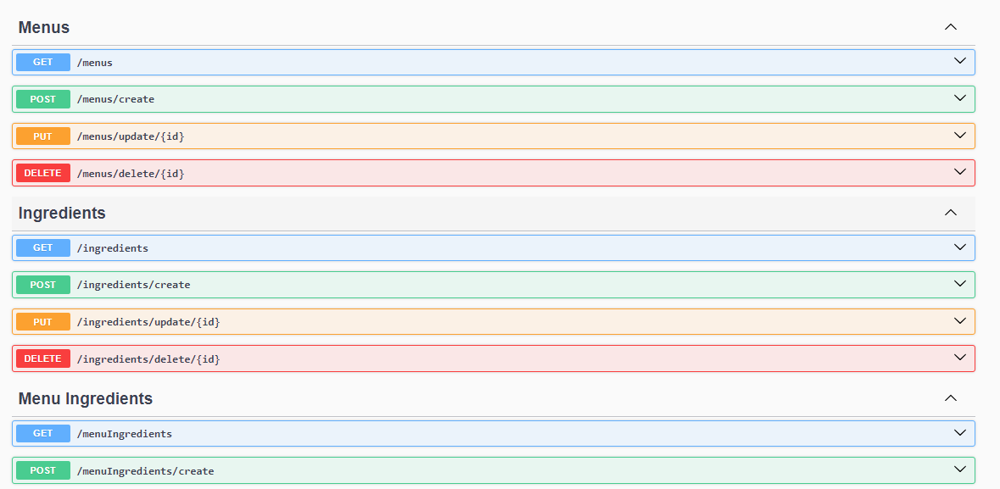 Menus
GET /menus
POST /menus/create
PUT /menus/update/{id}
DELETE /menus/delete/{id}
Ingredients
GET /ingredients
POST /ingredients/create
PUT /ingredients/update/{id}
DELETE /ingredients/delete/{id}
Menu Ingredients
GET /menuIngredients
POST /menuIngredients/create